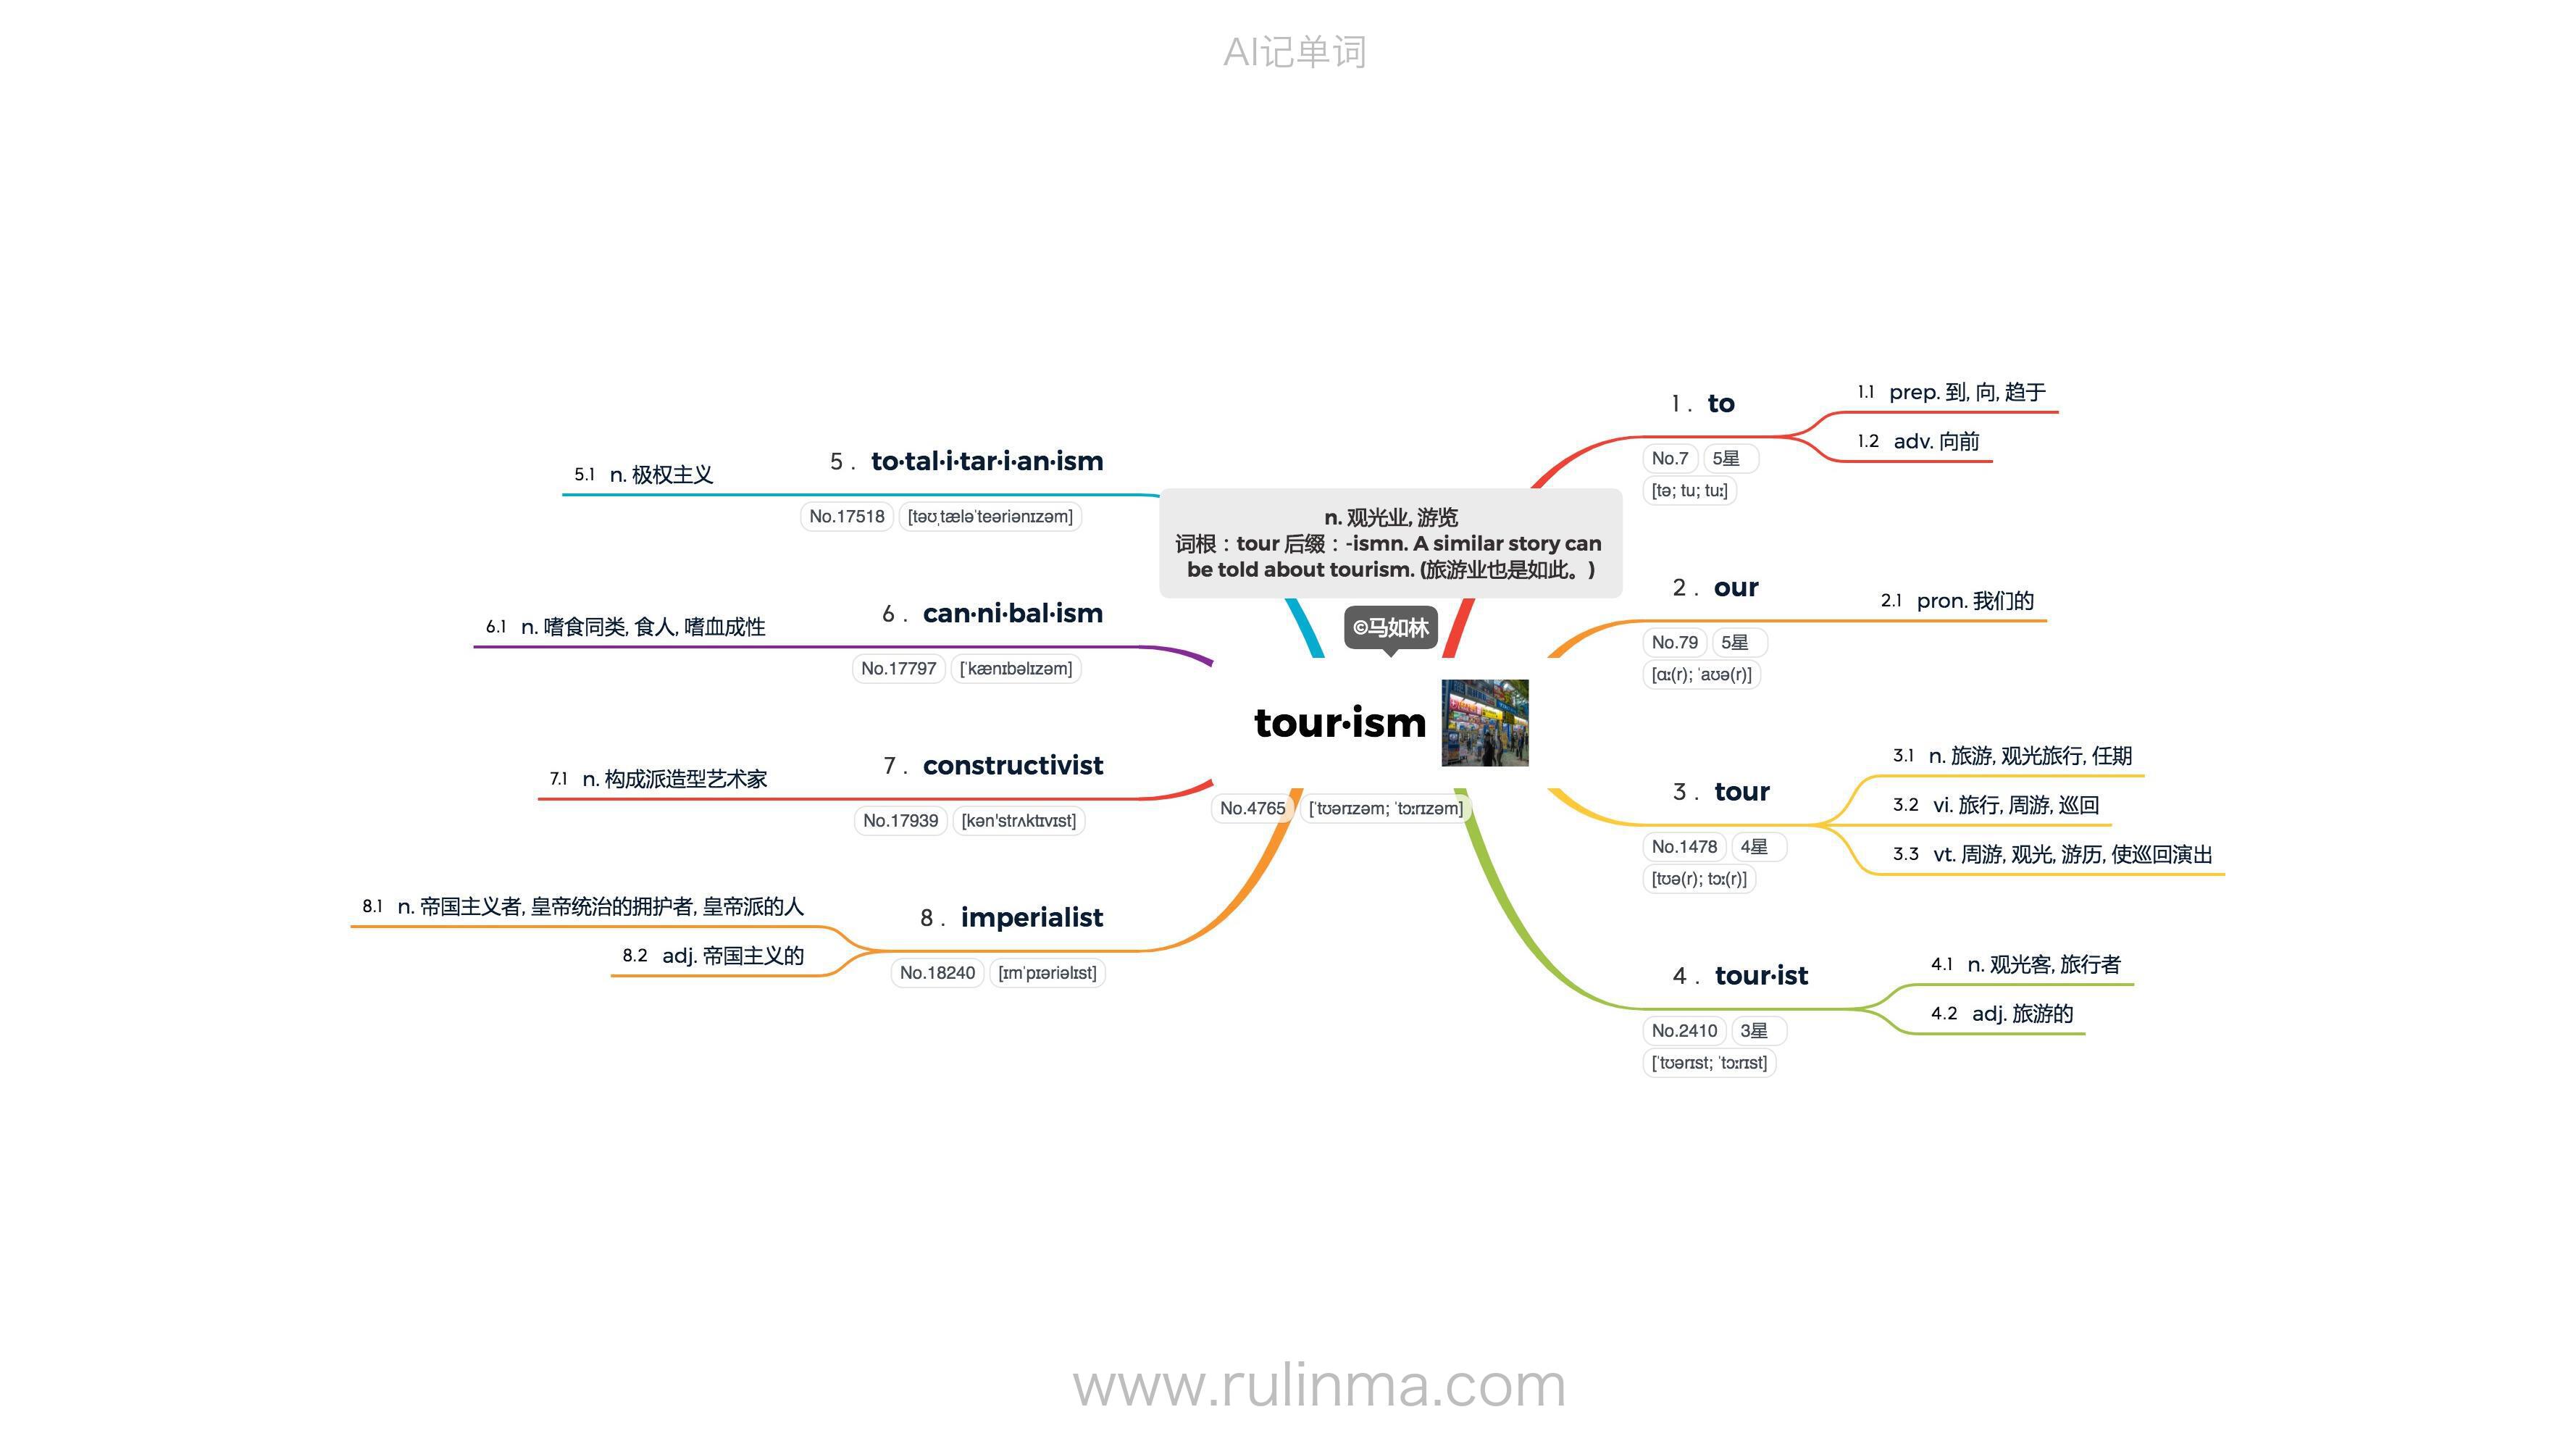 AI记单词
n. 观光业, 游览
词根：tour 后缀：-ismn. A similar story can
be told about tourism. (旅游业也是如此。)
©马如林
tour·ism
No.4765 [ˈtʊərɪzəm; ˈtɔːrɪzəm]
1 . to
No.7 5星
[tə; tu; tuː]
1.1 prep. 到, 向, 趋于
1.2 adv. 向前
2 . our
No.79 5星
[ɑː(r); ˈaʊə(r)]
2.1 pron. 我们的
3 . tour
No.1478 4星
[tʊə(r); tɔː(r)]
3.1 n. 旅游, 观光旅行, 任期
3.2 vi. 旅行, 周游, 巡回
3.3 vt. 周游, 观光, 游历, 使巡回演出
4 . tour·ist
No.2410 3星
[ˈtʊərɪst; ˈtɔːrɪst]
4.1 n. 观光客, 旅行者
4.2 adj. 旅游的
5 . to·tal·i·tar·i·an·ism
No.17518 [təʊˌtæləˈteəriənɪzəm]
5.1 n. 极权主义
6 . can·ni·bal·ism
No.17797 [ˈkænɪbəlɪzəm]
6.1 n. 嗜食同类, 食人, 嗜血成性
7 . constructivist
No.17939 [kən'strʌktɪvɪst]
7.1 n. 构成派造型艺术家
8 . imperialist
No.18240 [ɪmˈpɪəriəlɪst]
8.1 n. 帝国主义者, 皇帝统治的拥护者, 皇帝派的人
8.2 adj. 帝国主义的
www.rulinma.com